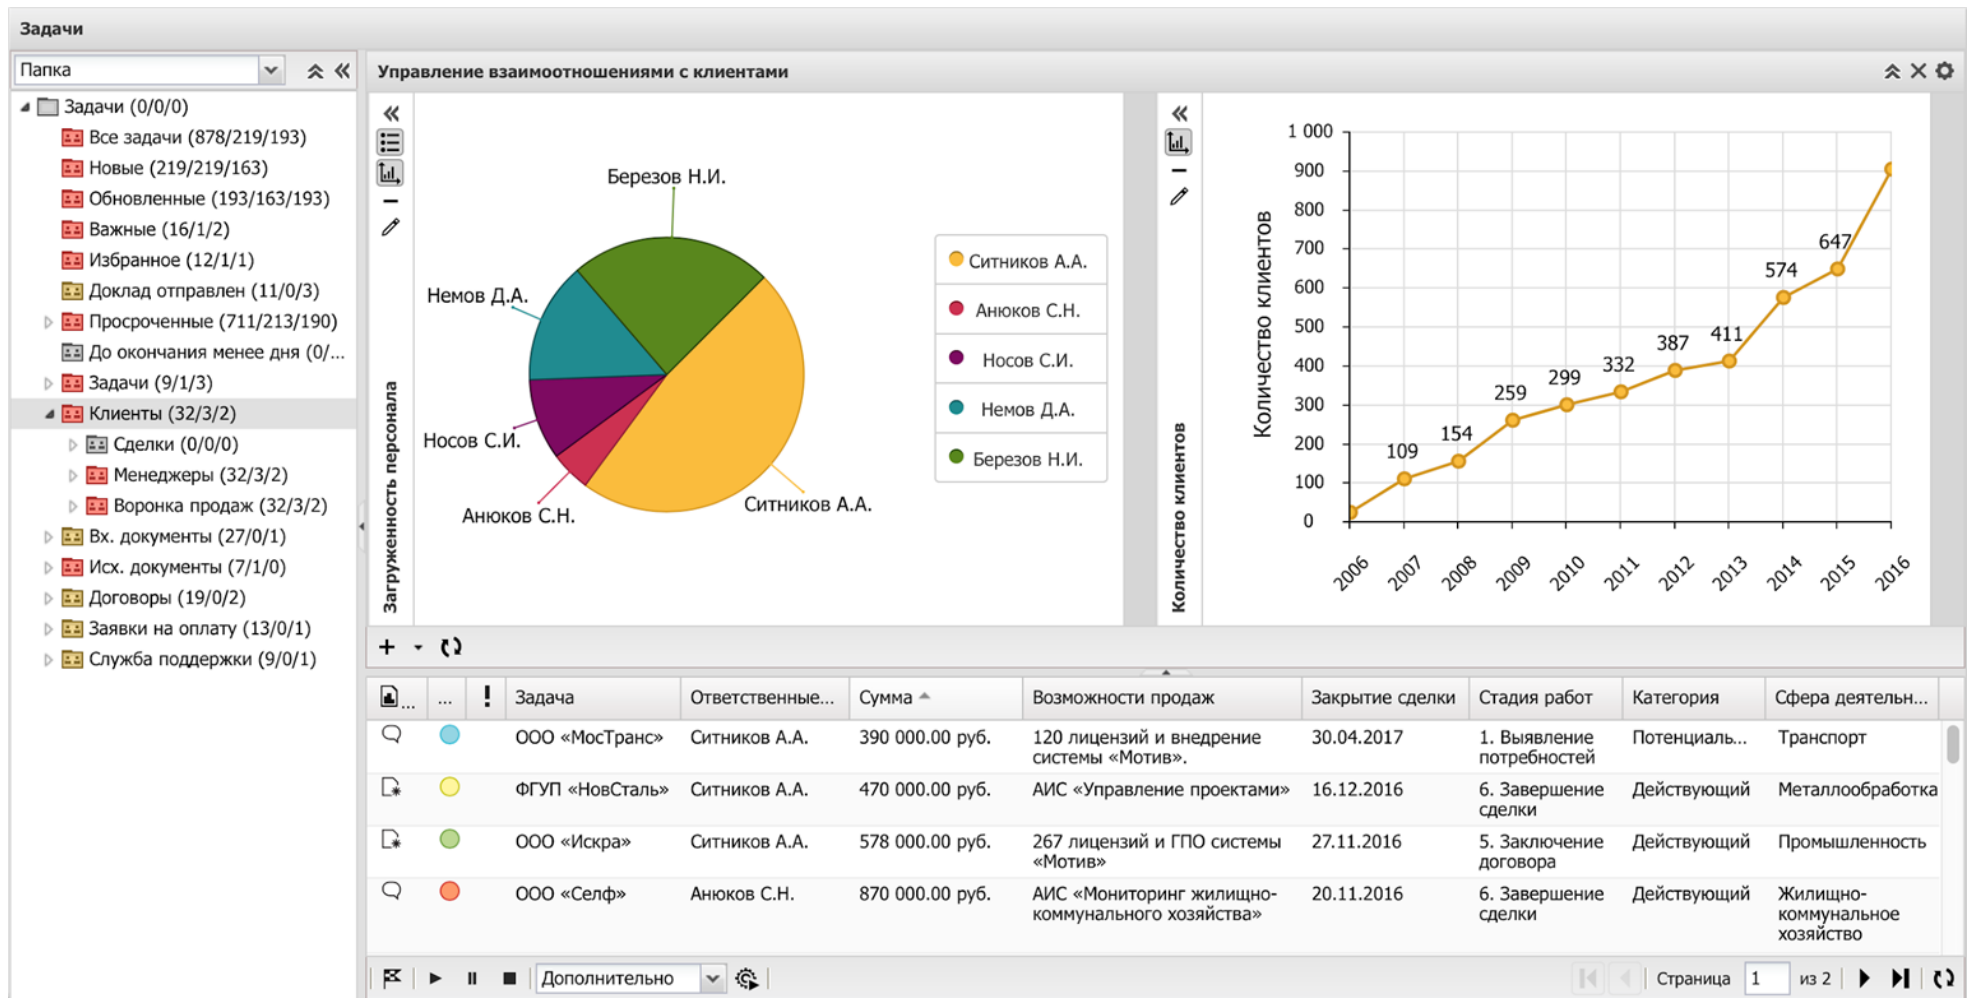 Задачи
Папка
Задачи (0/0/0)
Все задачи (878/219/193)
Новые (219/219/163)
Обновленные (193/163/193)
Важные (16/1/2)
Избранное (12/1/1)
Доклад отправлен (11/0/3)
Просроченные (711/213/190)
До окончания менее дня (0/...
Задачи (9/1/3)
Клиенты (32/3/2)
Сделки (0/0/0)
Менеджеры (32/3/2)
Воронка продаж (32/3/2)
Вх. документы (27/0/1)
Исх. документы (7/1/0)
Договоры (19/0/2)
Заявки на оплату (13/0/1)
Служба поддержки (9/0/1)
Управление взаимоотношениями с клиентами
Загруженность персонала
Березов Н.И.
Немов Д.А.
Носов С.И.
Анюков С.Н.
Ситников А.А.
Ситников А.А.
Анюков С.Н.
Носов С.И.
Немов Д.А.
Березов Н.И.
Количество клиентов
Количество клиентов
1 000
900
800
700
600
500
400
300
200
100
0
109
154
259
299
332
387
411
574
647
2006
2007
2008
2009
2010
2011
2012
2013
2014
2015
2016
... ... ! Задача Ответственные... Сумма Возможности продаж Закрытие сделки Стадия работ Категория Сфера деятельн...
ООО «МосТранс» Ситников А.А. 390 000.00 руб. 120 лицензий и внедрение 30.04.2017 1. Выявление Потенциаль... Транспорт
системы «Мотив». потребностей
ФГУП «НовСталь» Ситников А.А. 470 000.00 руб. АИС «Управление проектами» 16.12.2016 6. Завершение Действующий Металлообработка
сделки
ООО «Искра» Ситников А.А. 578 000.00 руб. 267 лицензий и ГПО системы 27.11.2016 5. Заключение Действующий Промышленность
«Мотив» договора
ООО «Селф» Анюков С.Н. 870 000.00 руб. АИС «Мониторинг жилищно- 20.11.2016 6. Завершение Действующий Жилищно-
коммунального хозяйства» сделки коммунальное
хозяйство
Дополнительно
Страница 1 из 2